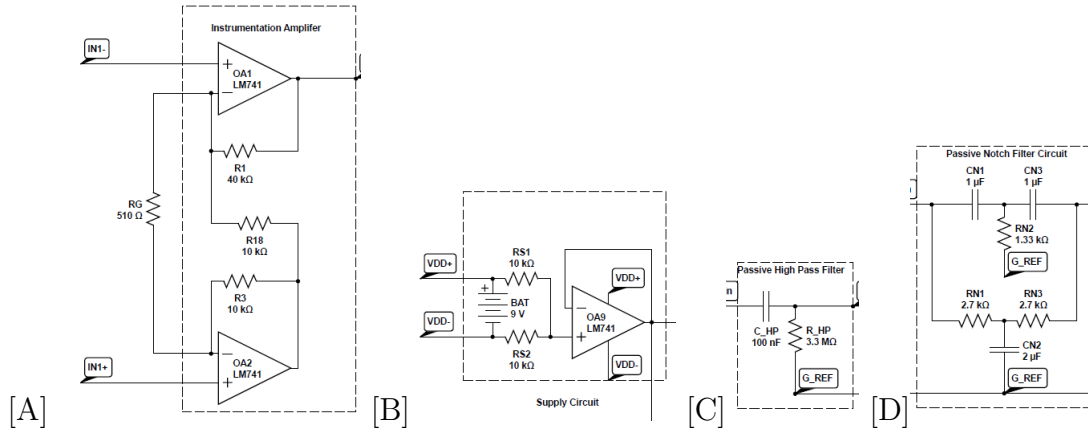 Instrumentation Amplifer
IN1-
+
OA1
LM741
−
R1
40 kΩ
RG
510 Ω
R18
10 kΩ
R3
10 kΩ
−
OA2
LM741
+
IN1+
[A]
RS1
10 kΩ
VDD+
VDD+
+
BAT
9 V
−
OA9
LM741
+
VDD-
RS2
10 kΩ
VDD-
Supply Circuit
[B]
Passive High Pass Filter
n
C_HP
100 nF
R_HP
3.3 MΩ
G_REF
[C]
Passive Notch Filter Circuit
CN1
1 µF
CN3
1 µF
RN2
1.33 kΩ
G_REF
RN1
2.7 kΩ
RN3
2.7 kΩ
CN2
2 µF
G_REF
[D]